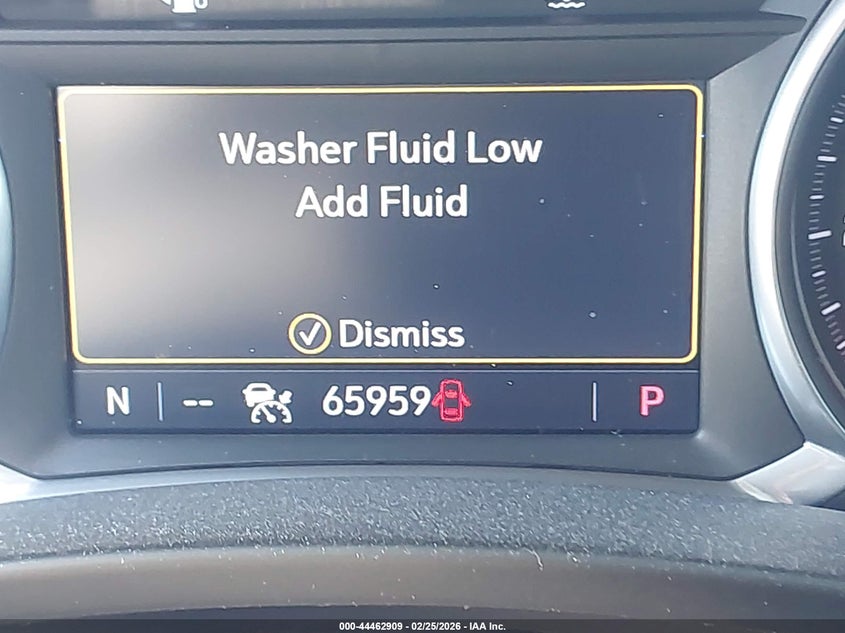 Washer Fluid Low
Add Fluid
Dismiss
N -- 65959 P
000-44462909 - 02/25/2026 - IAA Inc.